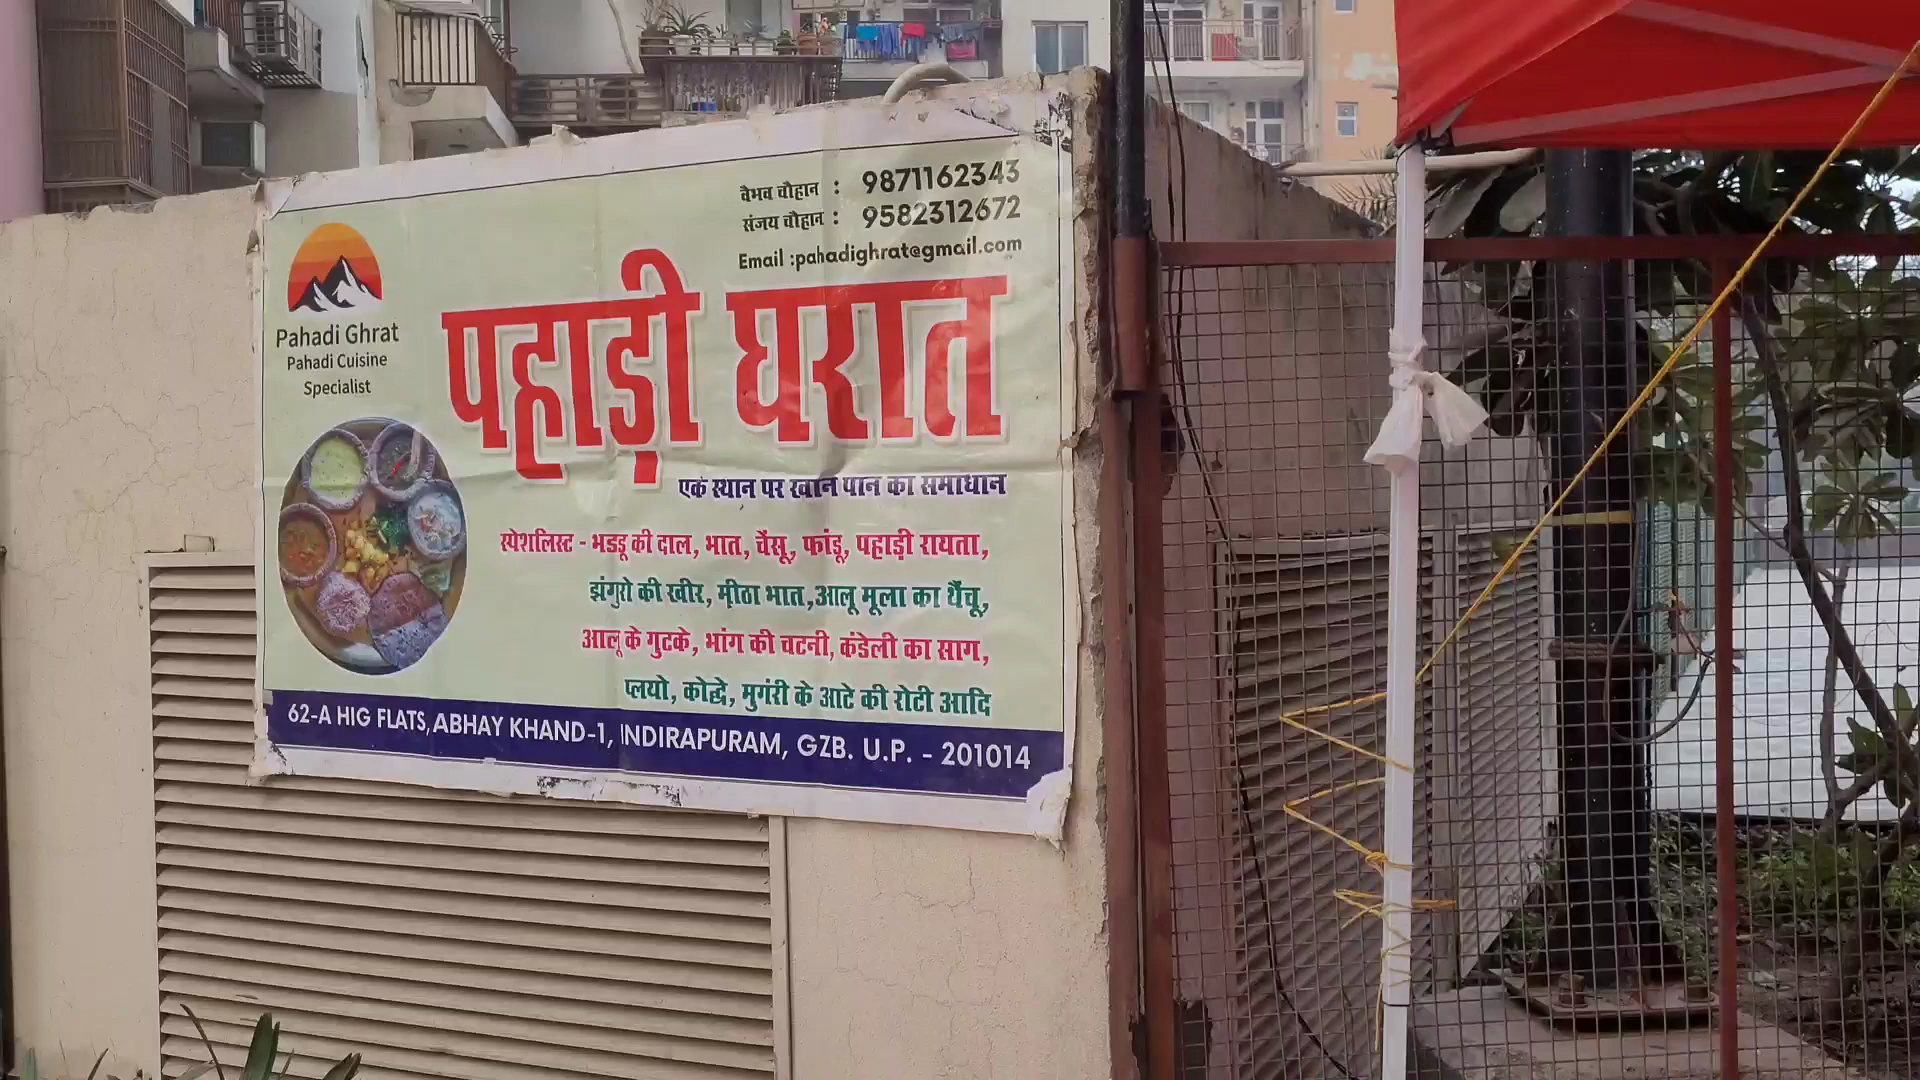 वैभव चौहान : 9871162343
संजय चौहान : 9582312672
Email :pahadighrat@gmail.com
Pahadi Ghrat
Pahadi Cuisine
Specialist
पहाड़ी घरात
एक स्थान पर खान पान का समाधान
स्पेशलिस्ट - भडडू की दाल, भात, चैंसू, फांडू, पहाड़ी रायता,
झंगुरो की खीर, मीठा भात,आलू मूला का थैंचू,
आलू के गुटके, भांग की चटनी, कंडेली का साग,
प्लयो, कोद्दे, मुगंरी के आटे की रोटी आदि
62-A HIG FLATS, ABHAY KHAND-1, INDIRAPURAM, GZB. U.P. - 201014